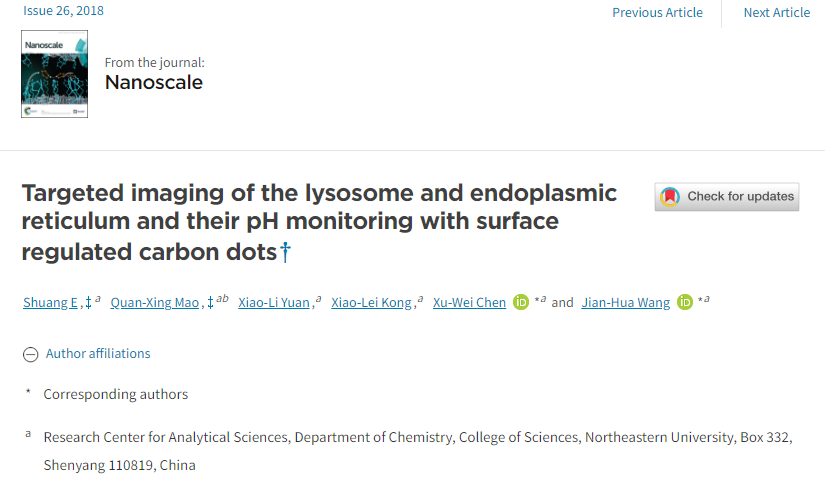 Issue 26, 2018
Previous Article
Next Article
Nanoscale
From the journal:
Nanoscale
Targeted imaging of the lysosome and endoplasmic
reticulum and their pH monitoring with surface
regulated carbon dots†
Check for updates
Shuang E,‡ a Quan-Xing Mao,‡ ab Xiao-Li Yuan,a Xiao-Lei Kong,a Xu-Wei Chen iD *a and Jian-Hua Wang iD *a
Author affiliations
* Corresponding authors
a Research Center for Analytical Sciences, Department of Chemistry, College of Sciences, Northeastern University, Box 332,
Shenyang 110819, China